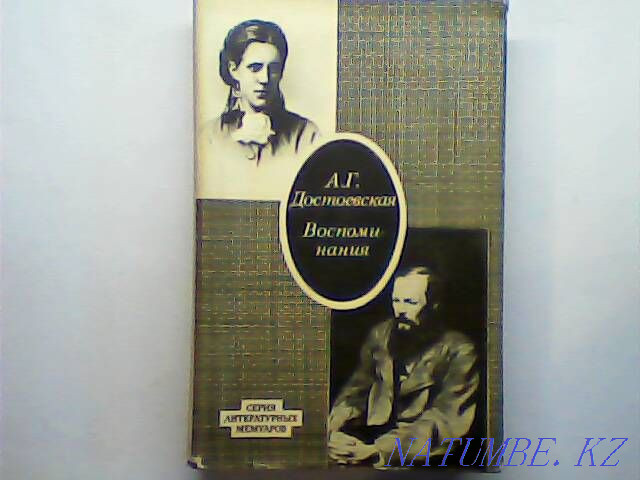 А.Г.
Достоевская
Воспоми-
нания
СЕРИЯ
ЛИТЕРАТУРНЫХ
МЕМУАРОВ
NATUMBE. KZ